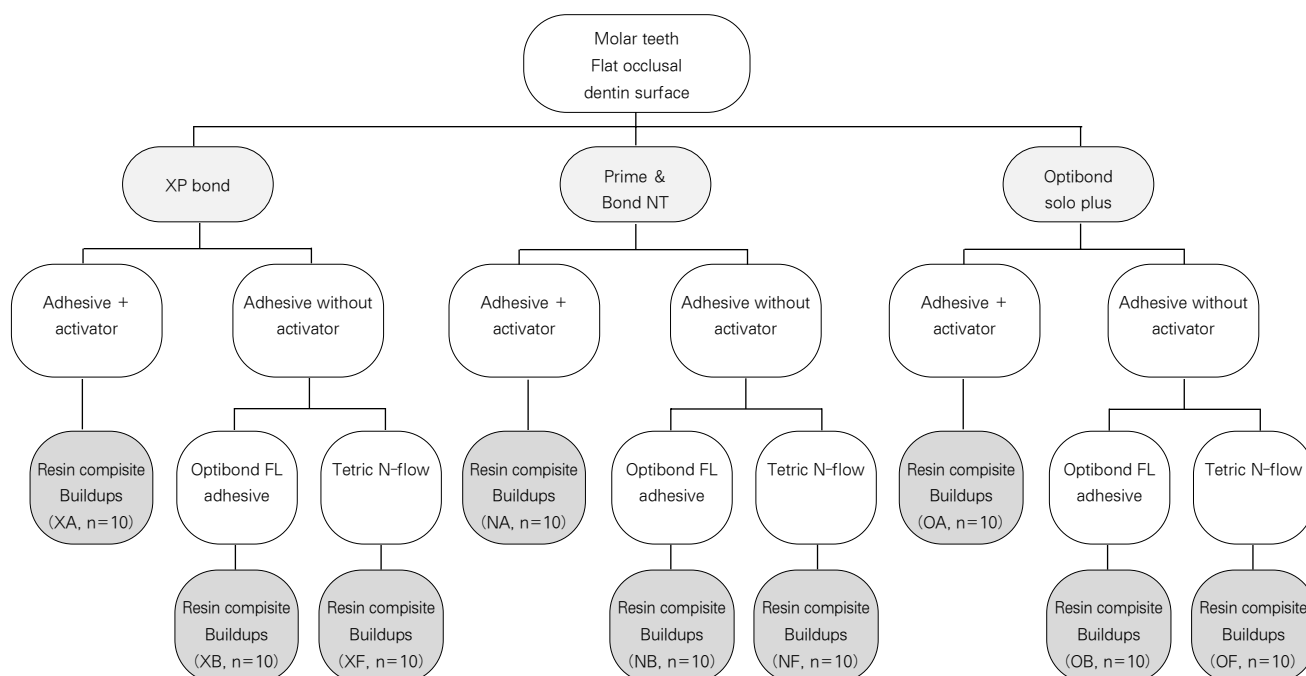 Molar teeth
Flat occlusal
dentin surface
XP bond
Prime &
Bond NT
Optibond
solo plus
Adhesive +
activator
Adhesive without
activator
Adhesive +
activator
Adhesive without
activator
Adhesive +
activator
Adhesive without
activator
Resin compisite
Buildups
(XA, n=10)
Optibond FL
adhesive
Tetric N-flow
Resin compisite
Buildups
(NA, n=10)
Optibond FL
adhesive
Tetric N-flow
Resin compisite
Buildups
(OA, n=10)
Optibond FL
adhesive
Tetric N-flow
Resin compisite
Buildups
(XB, n=10)
Resin compisite
Buildups
(XF, n=10)
Resin compisite
Buildups
(NB, n=10)
Resin compisite
Buildups
(NF, n=10)
Resin compisite
Buildups
(OB, n=10)
Resin compisite
Buildups
(OF, n=10)